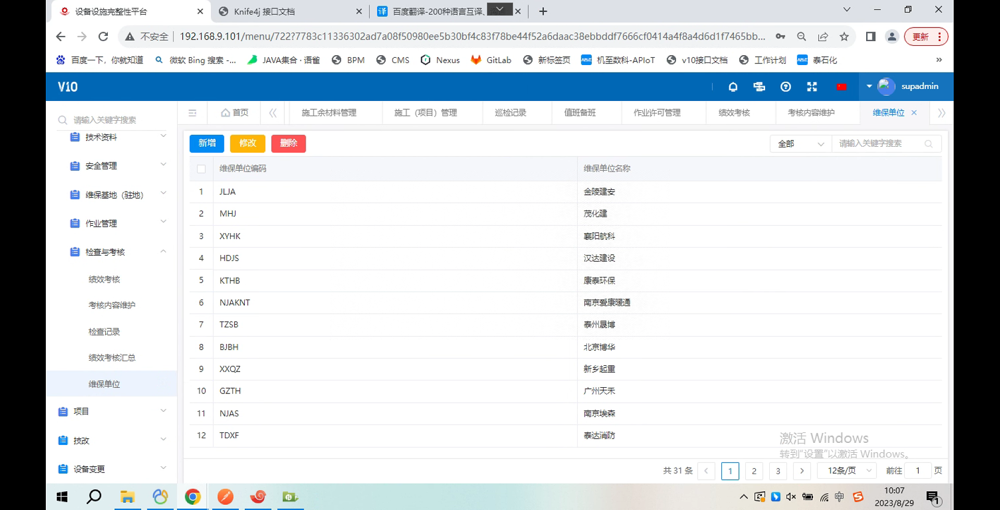 设备设施完整性平台
Knife4j 接口文档
百度翻译-200种语言互译、
不安全
192.168.9.101/menu/722?7783c11336302ad7a08f50980ee5b30bf4c83f78be44f52a6daac38ebbddf7666cf0414a4f8a4d6d1f7465bb...
更新
百度一下，你就知道
微软 Bing 搜索 -...
JAVA集合 · 语雀
BPM
CMS
Nexus
GitLab
新标签页
机至数科-APIoT
v10接口文档
工作计划
泰石化
V10
supadmin
请输入关键字搜索
首页
施工余材料管理
施工（项目）管理
巡检记录
值班备班
作业许可管理
绩效考核
考核内容维护
维保单位
技术资料
安全管理
维保基地（驻地）
作业管理
检查与考核
绩效考核
考核内容维护
检查记录
绩效考核汇总
维保单位
项目
技改
设备变更
新增
修改
删除
全部
请输入关键字搜索
维保单位编码 维保单位名称
1 JLJA 金陵建安
2 MHJ 茂化建
3 XYHK 襄阳航科
4 HDJS 汉达建设
5 KTHB 康泰环保
6 NJAKNT 南京爱康暖通
7 TZSB 泰州晟博
8 BJBH 北京博华
9 XXQZ 新乡起重
10 GZTH 广州天禾
11 NJAS 南京埃森
12 TDXF 泰达消防
激活 Windows
转到"设置"以激活 Windows。
共 31 条
1
2
3
12条/页
前往 1 页
中
10:07
2023/8/29
1